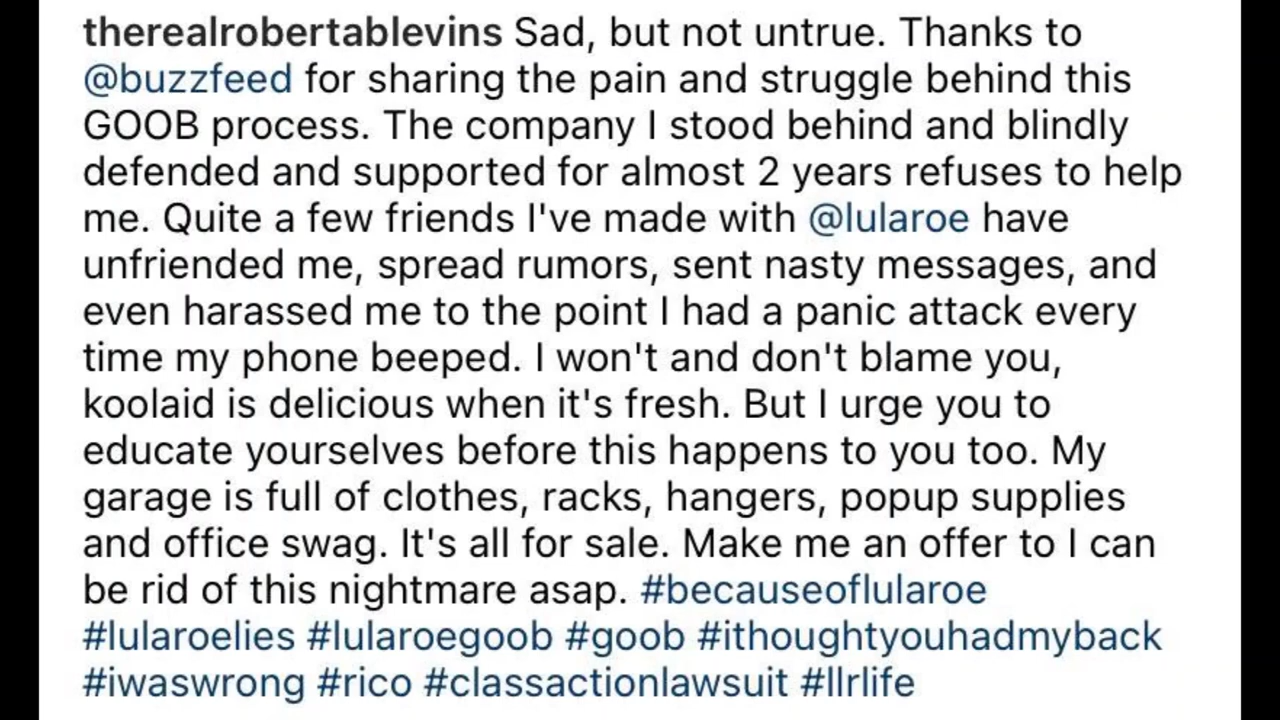 therealrobertablevins Sad, but not untrue. Thanks to
@buzzfeed for sharing the pain and struggle behind this
GOOB process. The company I stood behind and blindly
defended and supported for almost 2 years refuses to help
me. Quite a few friends I've made with @lularoe have
unfriended me, spread rumors, sent nasty messages, and
even harassed me to the point I had a panic attack every
time my phone beeped. I won't and don't blame you,
koolaid is delicious when it's fresh. But I urge you to
educate yourselves before this happens to you too. My
garage is full of clothes, racks, hangers, popup supplies
and office swag. It's all for sale. Make me an offer to I can
be rid of this nightmare asap. #becauseoflularoe
#lularoelies #lularoegoob #goob #ithoughtyouhadmyback
#iwaswrong #rico #classactionlawsuit #llrlife